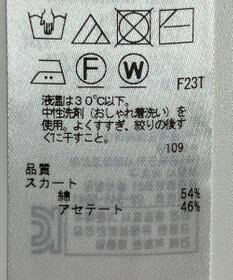 F
W
F23T
液温は30℃以下。
中性洗剤(おしゃれ着洗い)を
使用。よくすすぎ、絞りの後す
ぐに干すこと。
109
品質
スカート
綿 54%
アセテート 46%